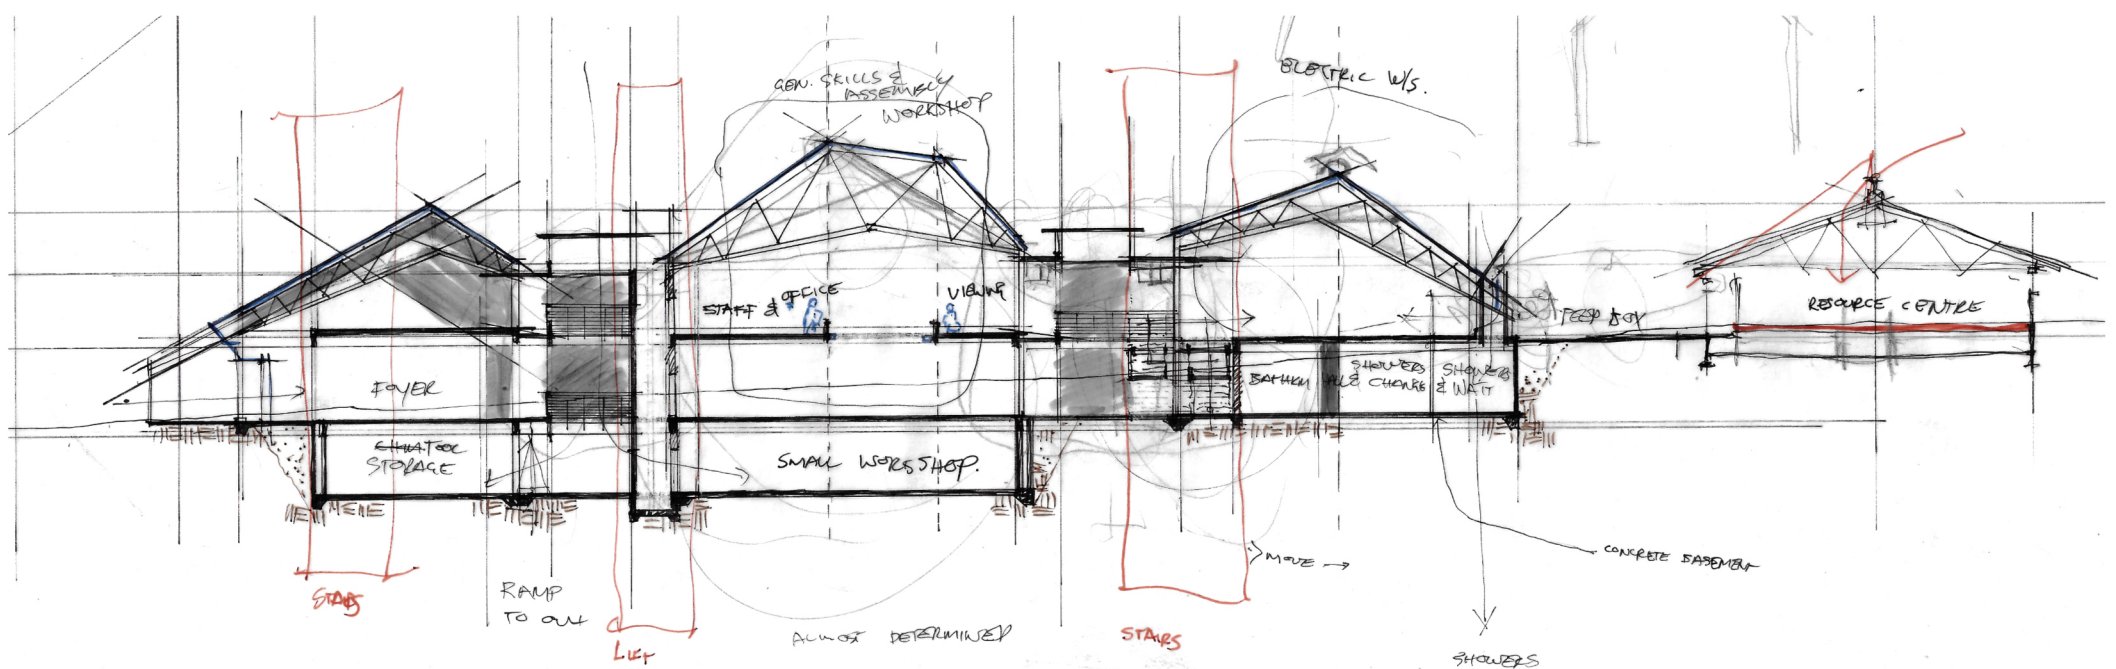 GEN. SKILLS &
ASSEMBLY
WORKSHOP
ELECTRIC W/S.
STAFF & OFFICE
VIEWING
RESOURCE CENTRE
FOYER
SHOWERS SHOWERS
& CHANGE & WAIT
STORAGE
SMALL WORKSHOP.
CONCRETE BASEMENT
MOVE →
STAIRS
RAMP
TO
LIFT
ALMOST DETERMINED
STAIRS
SHOWERS